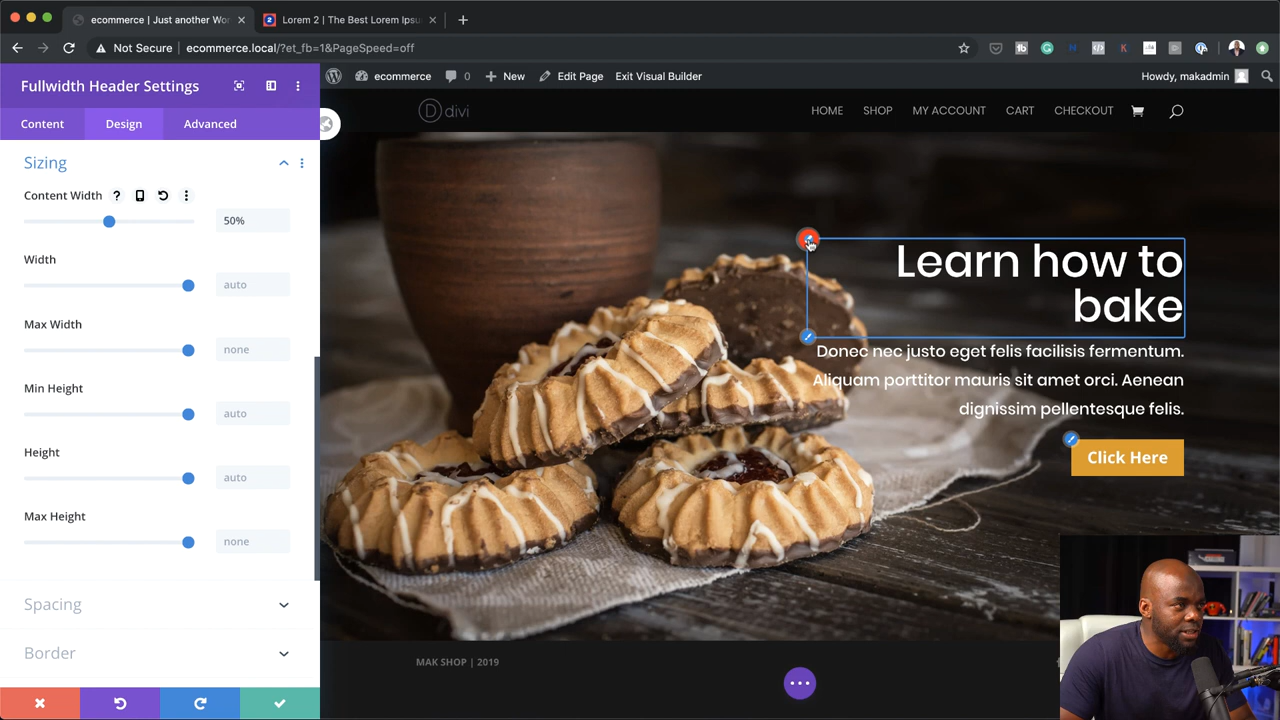 ecommerce | Just another Wor
Lorem 2 | The Best Lorem Ipsu
Not Secure
ecommerce.local/?et_fb=1&PageSpeed=off
Fullwidth Header Settings
ecommerce
0
New
Edit Page
Exit Visual Builder
Howdy, makadmin
Content
Design
Advanced
D divi
HOME
SHOP
MY ACCOUNT
CART
CHECKOUT
Sizing
Content Width ?
50%
Width
auto
Max Width
none
Min Height
auto
Height
auto
Max Height
none
Spacing
Border
Learn how to
bake
Donec nec justo eget felis facilisis fermentum.
Aliquam porttitor mauris sit amet orci. Aenean
dignissim pellentesque felis.
Click Here
MAK SHOP | 2019